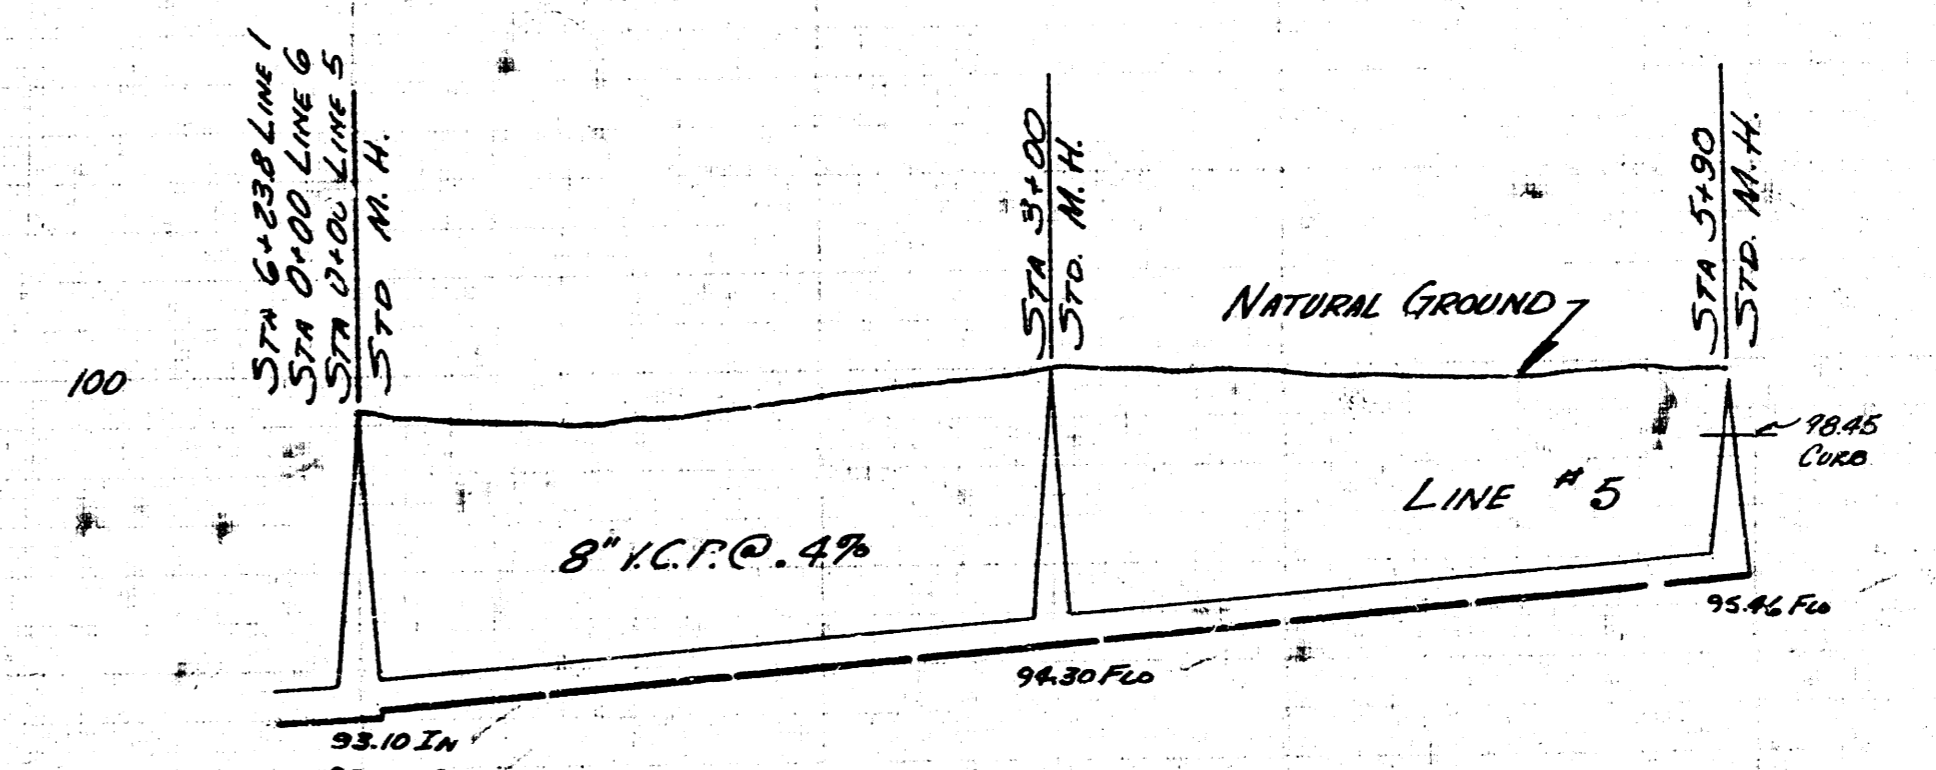 STA 6+23.8 LINE 1
STA 0+00 LINE 6
STA 0+00 LINE 5
STD M.H.
STA 3+00
STD. M.H.
STA 5+90
STD. M.H.
NATURAL GROUND
100
98.45
CURB
LINE #5
8" V.C.P. @ .4%
95.46 FLO
94.30 FLO
93.10 IN